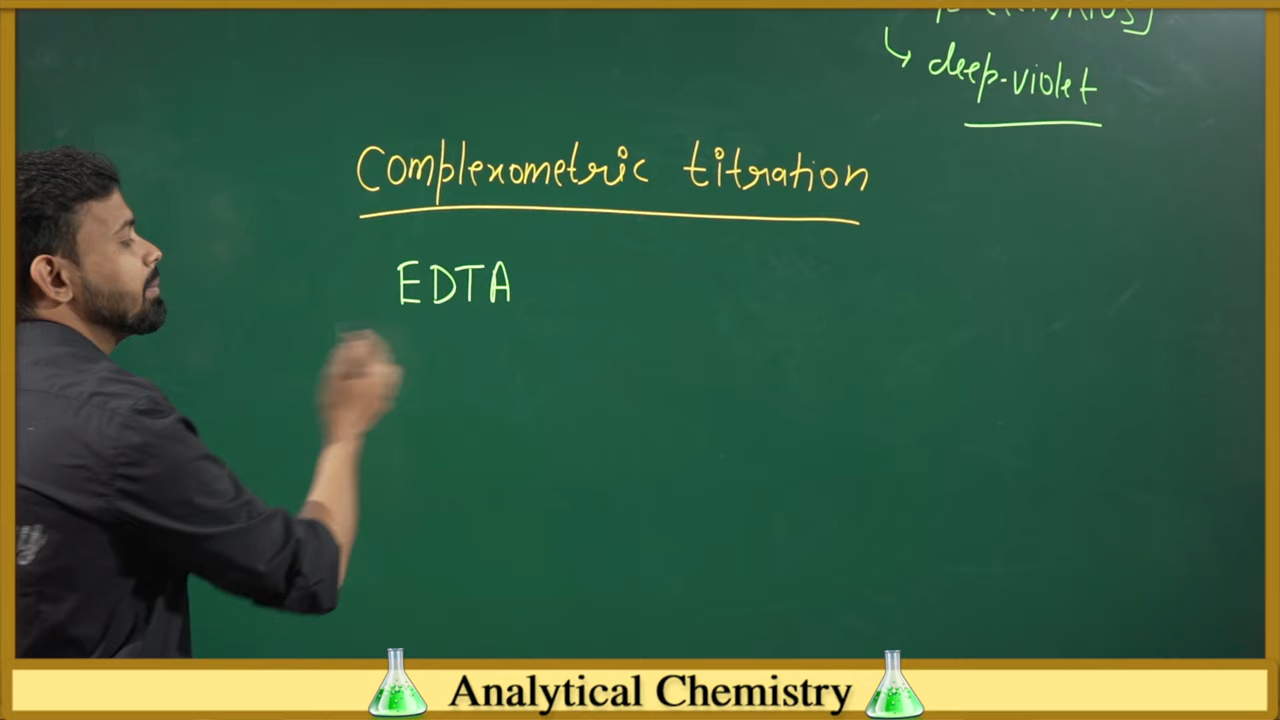 deep-violet
Complexometric titration
EDTA
Analytical Chemistry